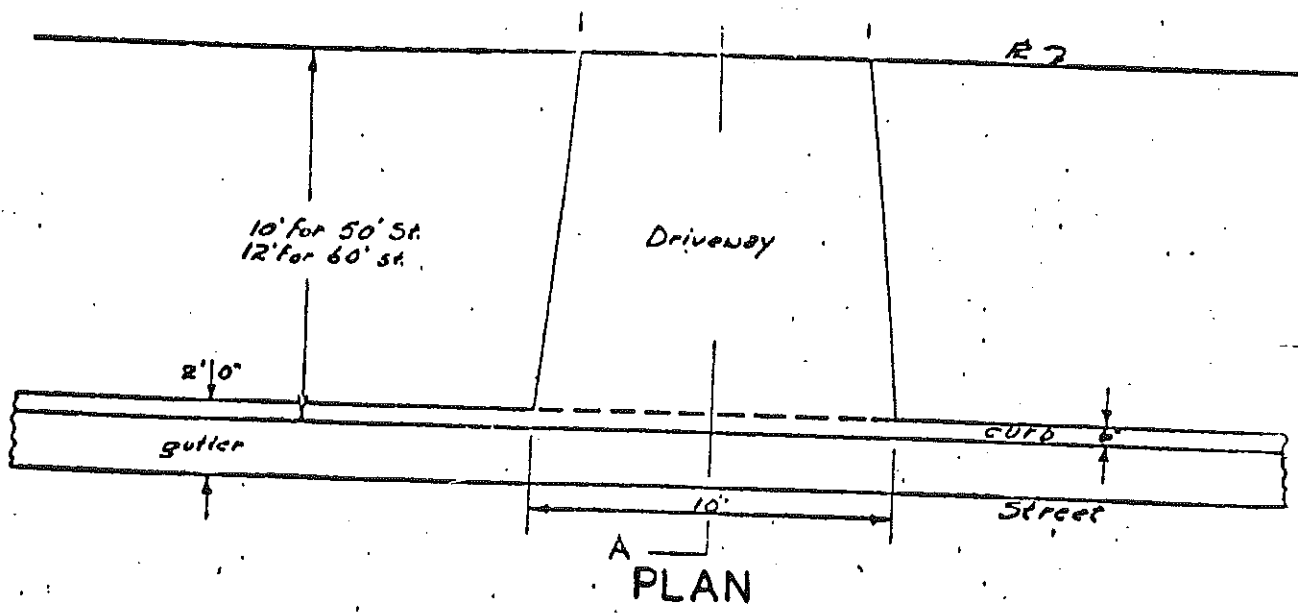 10' for 50' St.
12' for 60' st.
Driveway
2' 0"
gutter
curb 6"
10'
Street
A
PLAN